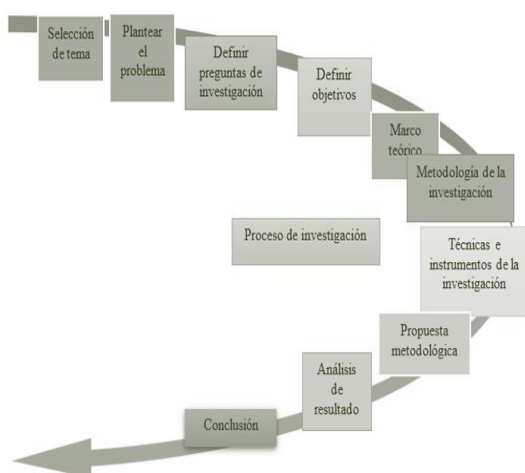 Selección
de tema
Plantear
el
problema
Definir
preguntas de
investigación
Definir
objetivos
Marco
teórico
Metodología de la
investigación
Proceso de investigación
Técnicas e
instrumentos de la
investigación
Propuesta
metodológica
Análisis
de
resultado
Conclusión